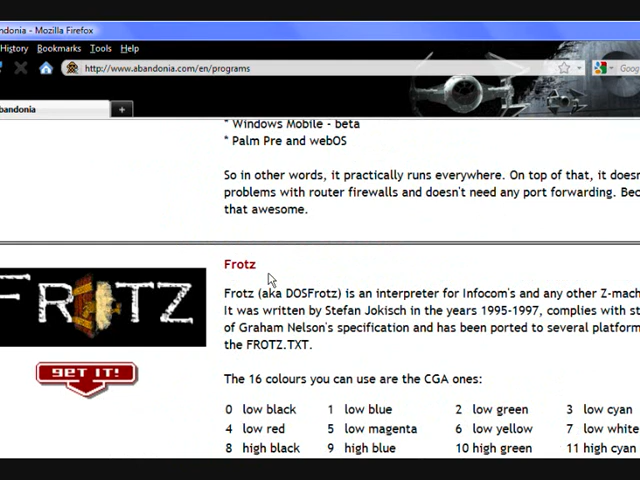 ndonia - Mozilla Firefox
History Bookmarks Tools Help
http://www.abandonia.com/en/programs
Goog
bandonia +
* Windows Mobile - beta
* Palm Pre and webOS
So in other words, it practically runs everywhere. On top of that, it doesn
problems with router firewalls and doesn't need any port forwarding. Bec
that awesome.
Frotz
FROTZ
Frotz (aka DOSFrotz) is an interpreter for Infocom's and any other Z-mach
It was written by Stefan Jokisch in the years 1995-1997, complies with st
of Graham Nelson's specification and has been ported to several platform
the FROTZ.TXT.
GET IT!
The 16 colours you can use are the CGA ones:
0 low black 1 low blue 2 low green 3 low cyan
4 low red 5 low magenta 6 low yellow 7 low white
8 high black 9 high blue 10 high green 11 high cyan